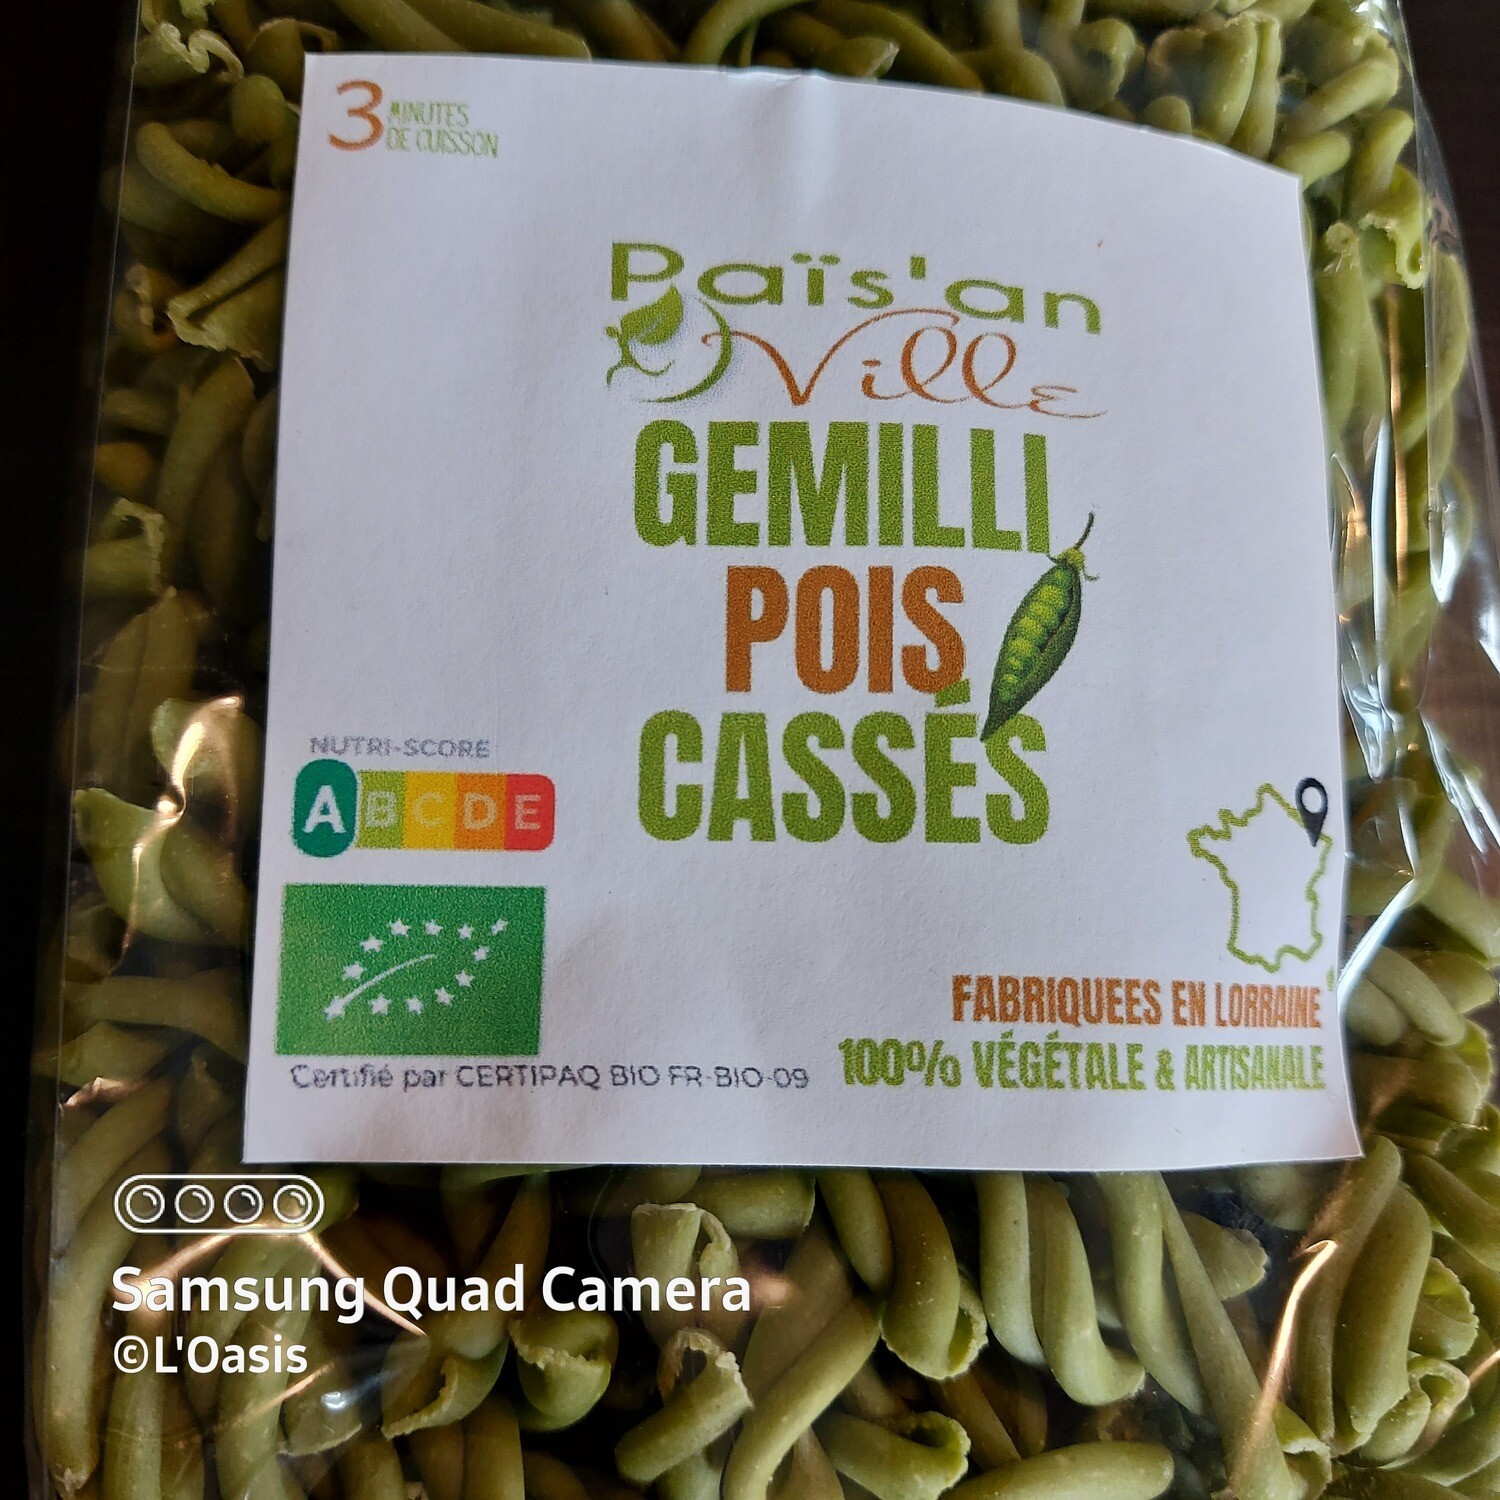 3 MINUTES
DE CUISSON
Païs'an
Ville
GEMILLI
POIS
CASSÉS
NUTRI-SCORE
A B C D E
FABRIQUEES EN LORRAINE
100% VÉGÉTALE & ARTISANALE
Certifié par CERTIPAQ BIO FR-BIO-09
Samsung Quad Camera
©L'Oasis